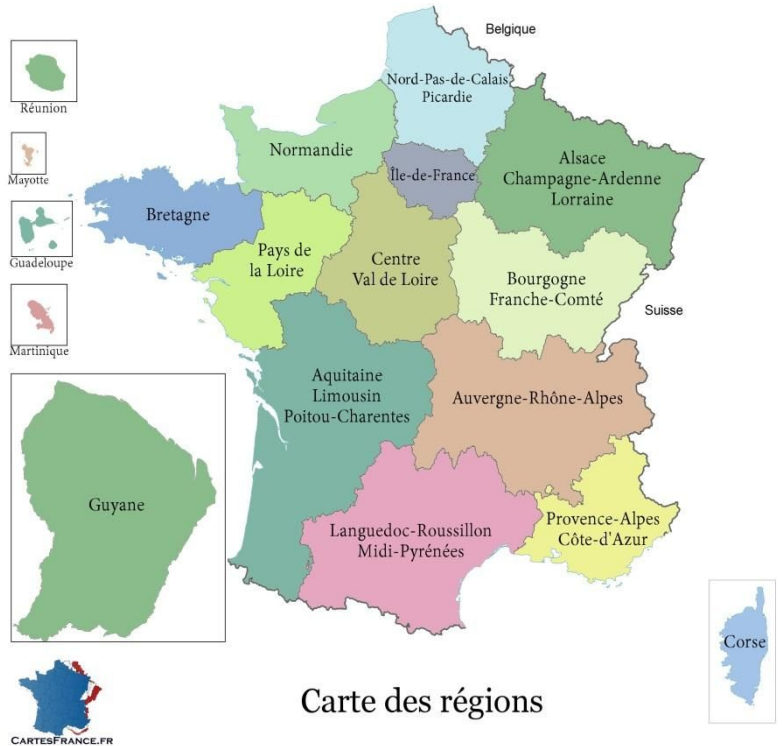 Belgique
Nord-Pas-de-Calais
Picardie
Réunion
Normandie
Île-de-France
Alsace
Champagne-Ardenne
Lorraine
Mayotte
Bretagne
Pays de
la Loire
Centre
Val de Loire
Guadeloupe
Bourgogne
Franche-Comté
Suisse
Martinique
Aquitaine
Limousin
Poitou-Charentes
Auvergne-Rhône-Alpes
Guyane
Languedoc-Roussillon
Midi-Pyrénées
Provence-Alpes
Côte-d'Azur
Corse
Carte des régions
CARTESFRANCE.FR